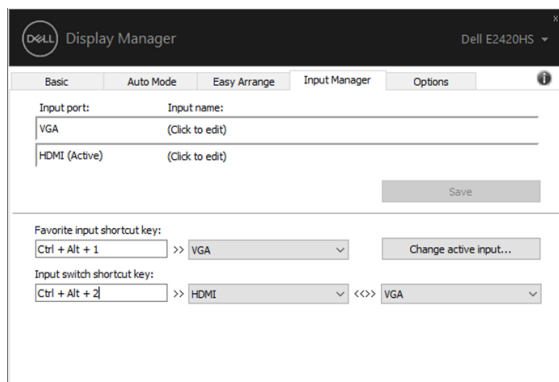 DELL Display Manager Dell E2420HS
Basic Auto Mode Easy Arrange Input Manager Options
Input port: Input name:
VGA (Click to edit)
HDMI (Active) (Click to edit)
Save
Favorite input shortcut key:
Ctrl + Alt + 1 >> VGA Change active input...
Input switch shortcut key:
Ctrl + Alt + 2 >> HDMI <<>> VGA